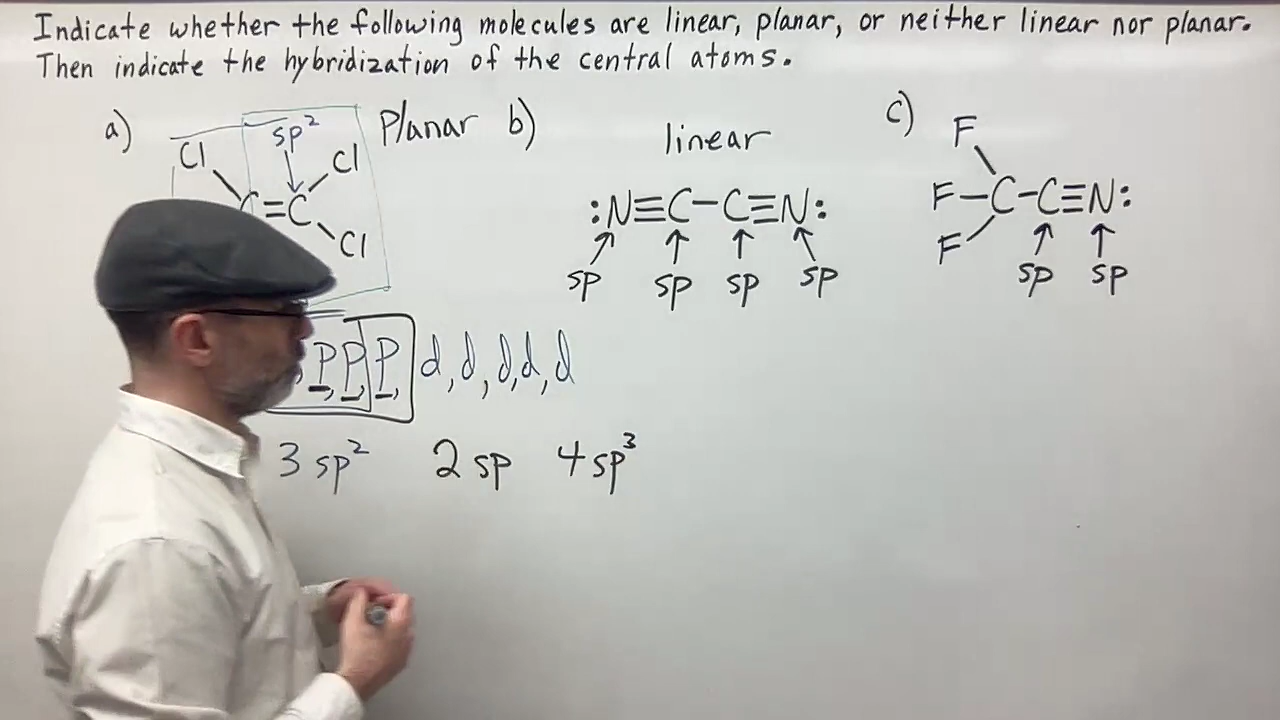 Indicate whether the following molecules are linear, planar, or neither linear nor planar.
Then indicate the hybridization of the central atoms.
a) Planar
sp²
Cl Cl
C=C
Cl
b) linear
:N≡C-C≡N:
sp sp sp sp
c)
F
F-C-C≡N:
F
sp sp
P, P, P, d, d, d, d, d
3 sp² 2 sp 4 sp³